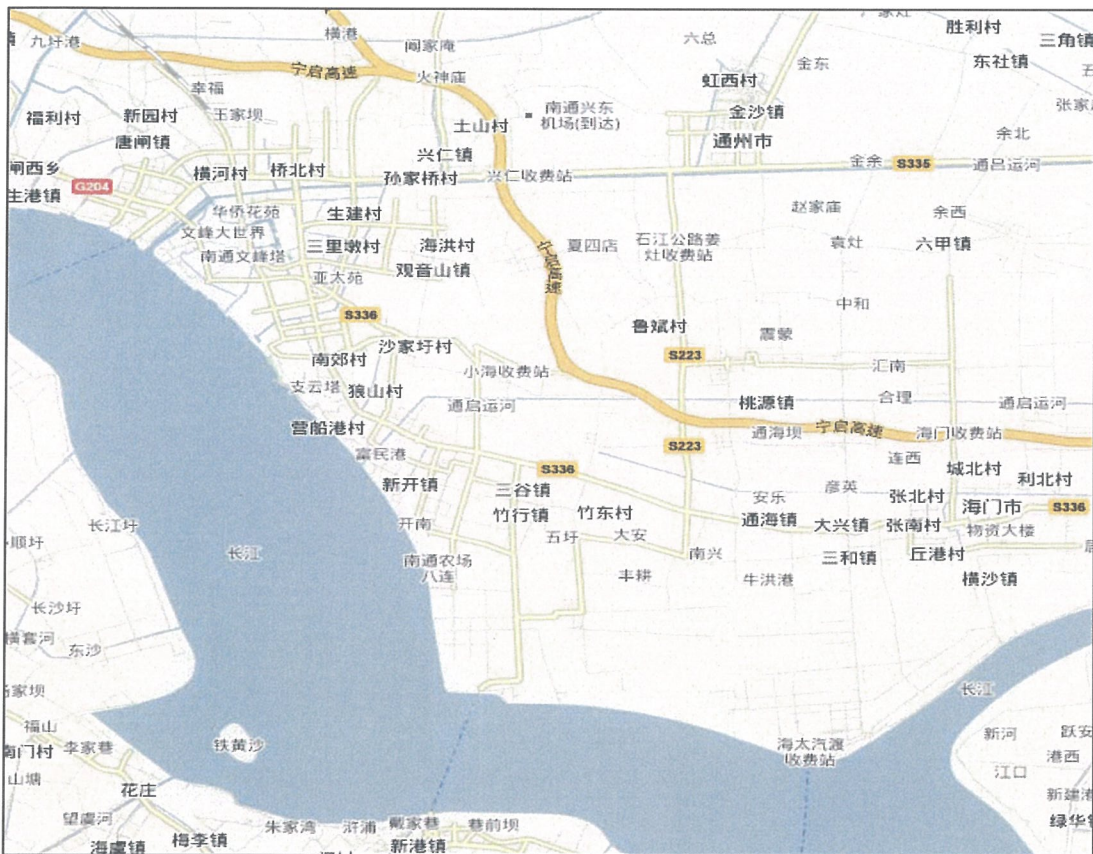 九圩港
横港
闻家庵
六总
胜利村
三角镇
东社镇
宁启高速
火神庙
金东
虹西村
幸福
南通兴东
机场(到达)
金沙镇
张家
福利村
新园村
王家坝
土山村
余北
唐闸镇
通州市
兴仁镇
闸西乡
横河村
桥北村
孙家桥村
兴仁收费站
金余
S335
通吕运河
G204
生港镇
华侨花苑
生建村
赵家庙
余西
文峰大世界
三里墩村
海洪村
夏四店
石江公路姜
灶收费站
袁灶
六甲镇
南通文峰塔
观音山镇
宁启高速
亚太苑
中和
S336
鲁斌村
震蒙
沙家圩村
南郊村
小海收费站
S223
汇南
支云塔
狼山村
通启运河
桃源镇
合理
通启运河
营船港村
通海坝
宁启高速
海门收费站
富民港
S223
连西
S336
城北村
利北村
新开镇
三谷镇
安乐
彦英
张北村
海门市
S336
竹行镇
竹东村
通海镇
大兴镇
张南村
物资大楼
长江圩
开南
五圩
大安
顺圩
长江
南通农场
八连
南兴
三和镇
丘港村
丰耕
牛洪港
横沙镇
长沙圩
横套河
东沙
家坝
长江
福山
李家巷
铁黄沙
海太汽渡
收费站
新河
跃安
南门村
港西
山塘
花庄
江口
新建港
望虞河
朱家湾
浒浦
戴家巷
巷前坝
绿华镇
海虞镇
梅李镇
新港镇